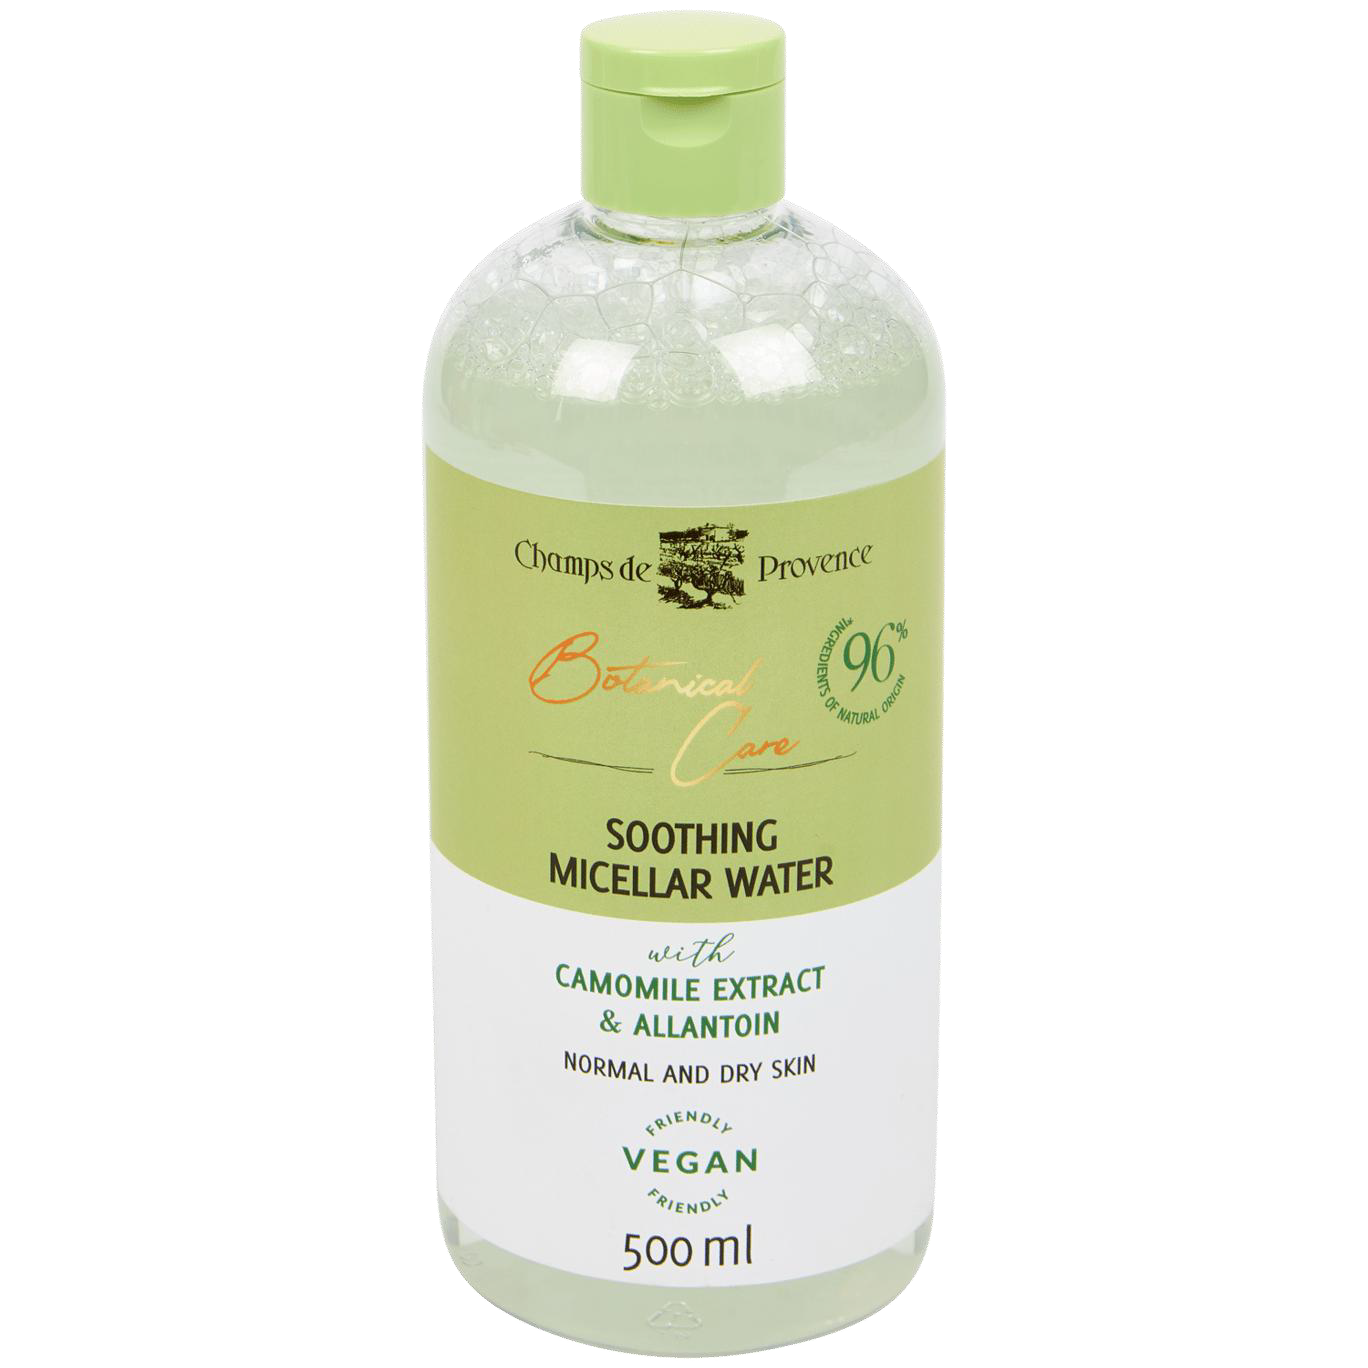 Champs de Provence
Botanical
Care
96%
INGREDIENTS* OF NATURAL ORIGIN
SOOTHING
MICELLAR WATER
with
CAMOMILE EXTRACT
& ALLANTOIN
NORMAL AND DRY SKIN
FRIENDLY
VEGAN
FRIENDLY
500 ml